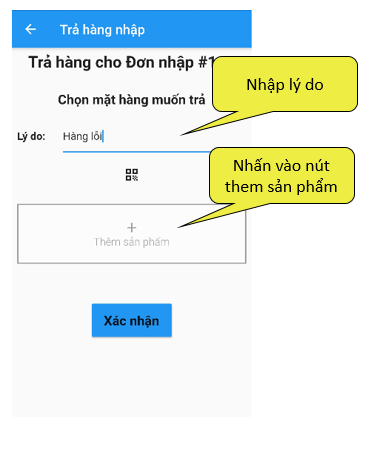 Trả hàng nhập
Trả hàng cho Đơn nhập #1
Nhập lý do
Chọn mặt hàng muốn trả
Lý do:
Hàng lỗi
Nhấn vào nút
them sản phẩm
+
Thêm sản phẩm
Xác nhận